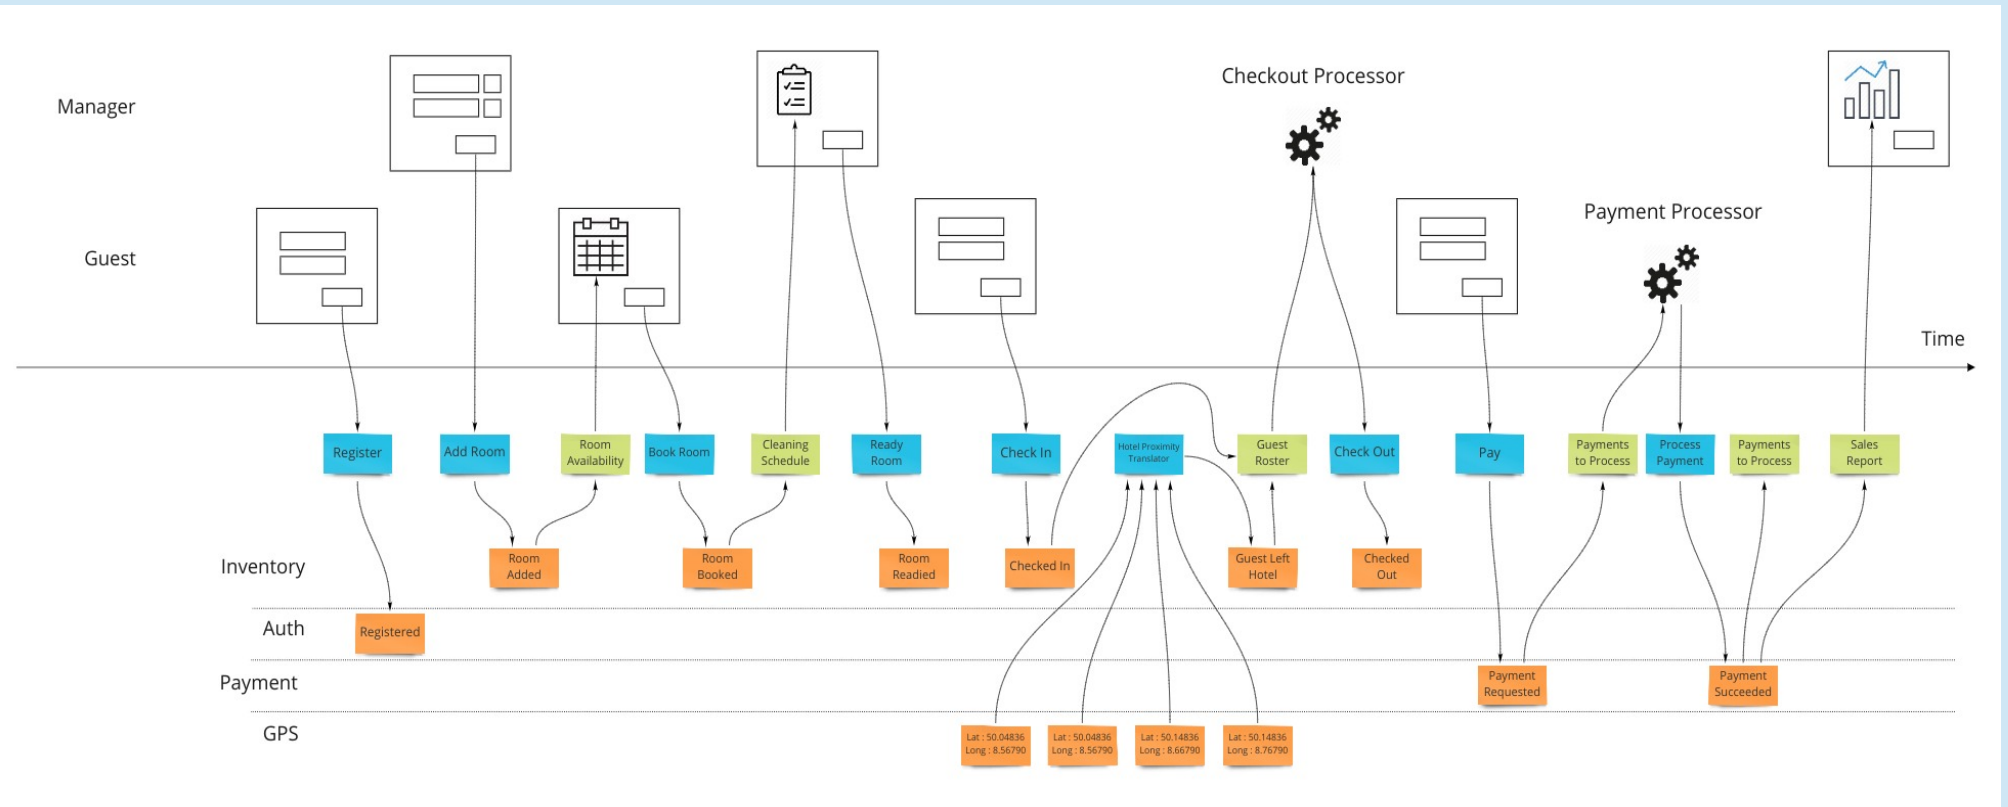 Manager
Checkout Processor
Payment Processor
Guest
Time
Register
Add Room
Room
Availability
Book Room
Cleaning
Schedule
Ready
Room
Check In
Hotel Proximity
Translator
Guest
Roster
Check Out
Pay
Payments
to Process
Process
Payment
Payments
to Process
Sales
Report
Inventory
Room
Added
Room
Booked
Room
Readied
Checked In
Guest Left
Hotel
Checked
Out
Auth
Registered
Payment
Payment
Requested
Payment
Succeeded
GPS
Lat : 50.04836
Long : 8.56790
Lat : 50.04836
Long : 8.56790
Lat : 50.14836
Long : 8.66790
Lat : 50.14836
Long : 8.76790